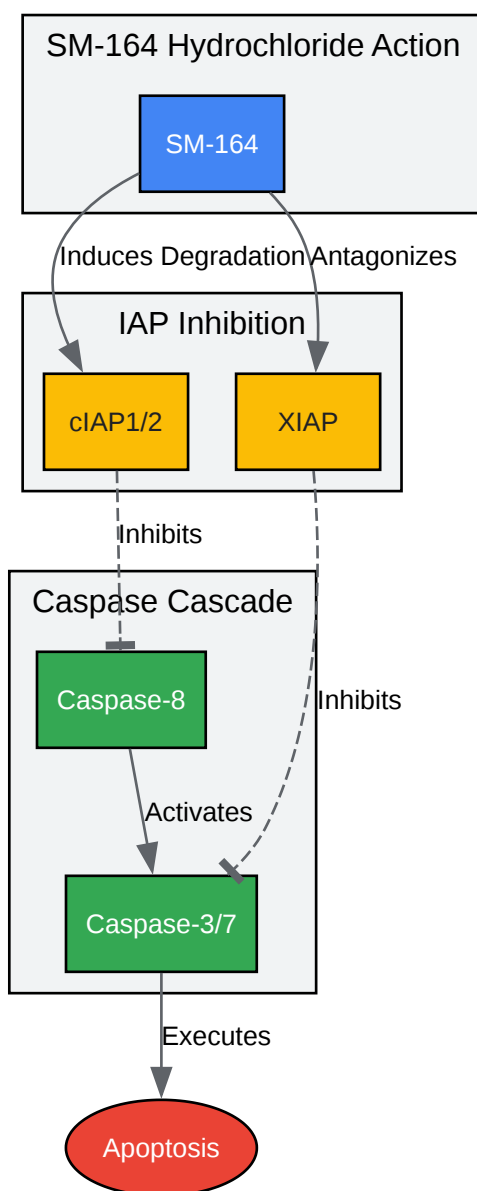 SM-164 Hydrochloride Action
SM-164
Induces Degradation
Antagonizes
IAP Inhibition
cIAP1/2
XIAP
Inhibits
Caspase Cascade
Caspase-8
Inhibits
Activates
Caspase-3/7
Executes
Apoptosis